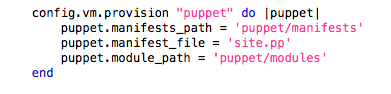 config.vm.provision "puppet" do |puppet|
    puppet.manifests_path = 'puppet/manifests'
    puppet.manifest_file = 'site.pp'
    puppet.module_path = 'puppet/modules'
end